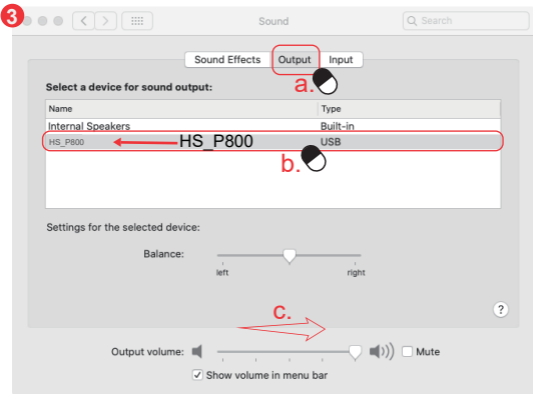 3
Sound
Search
Sound Effects Output Input
a.
Select a device for sound output:
Name Type
Internal Speakers Built-in
HS_P800 HS_P800 USB
b.
Settings for the selected device:
Balance:
left right
?
c.
Output volume: Mute
Show volume in menu bar